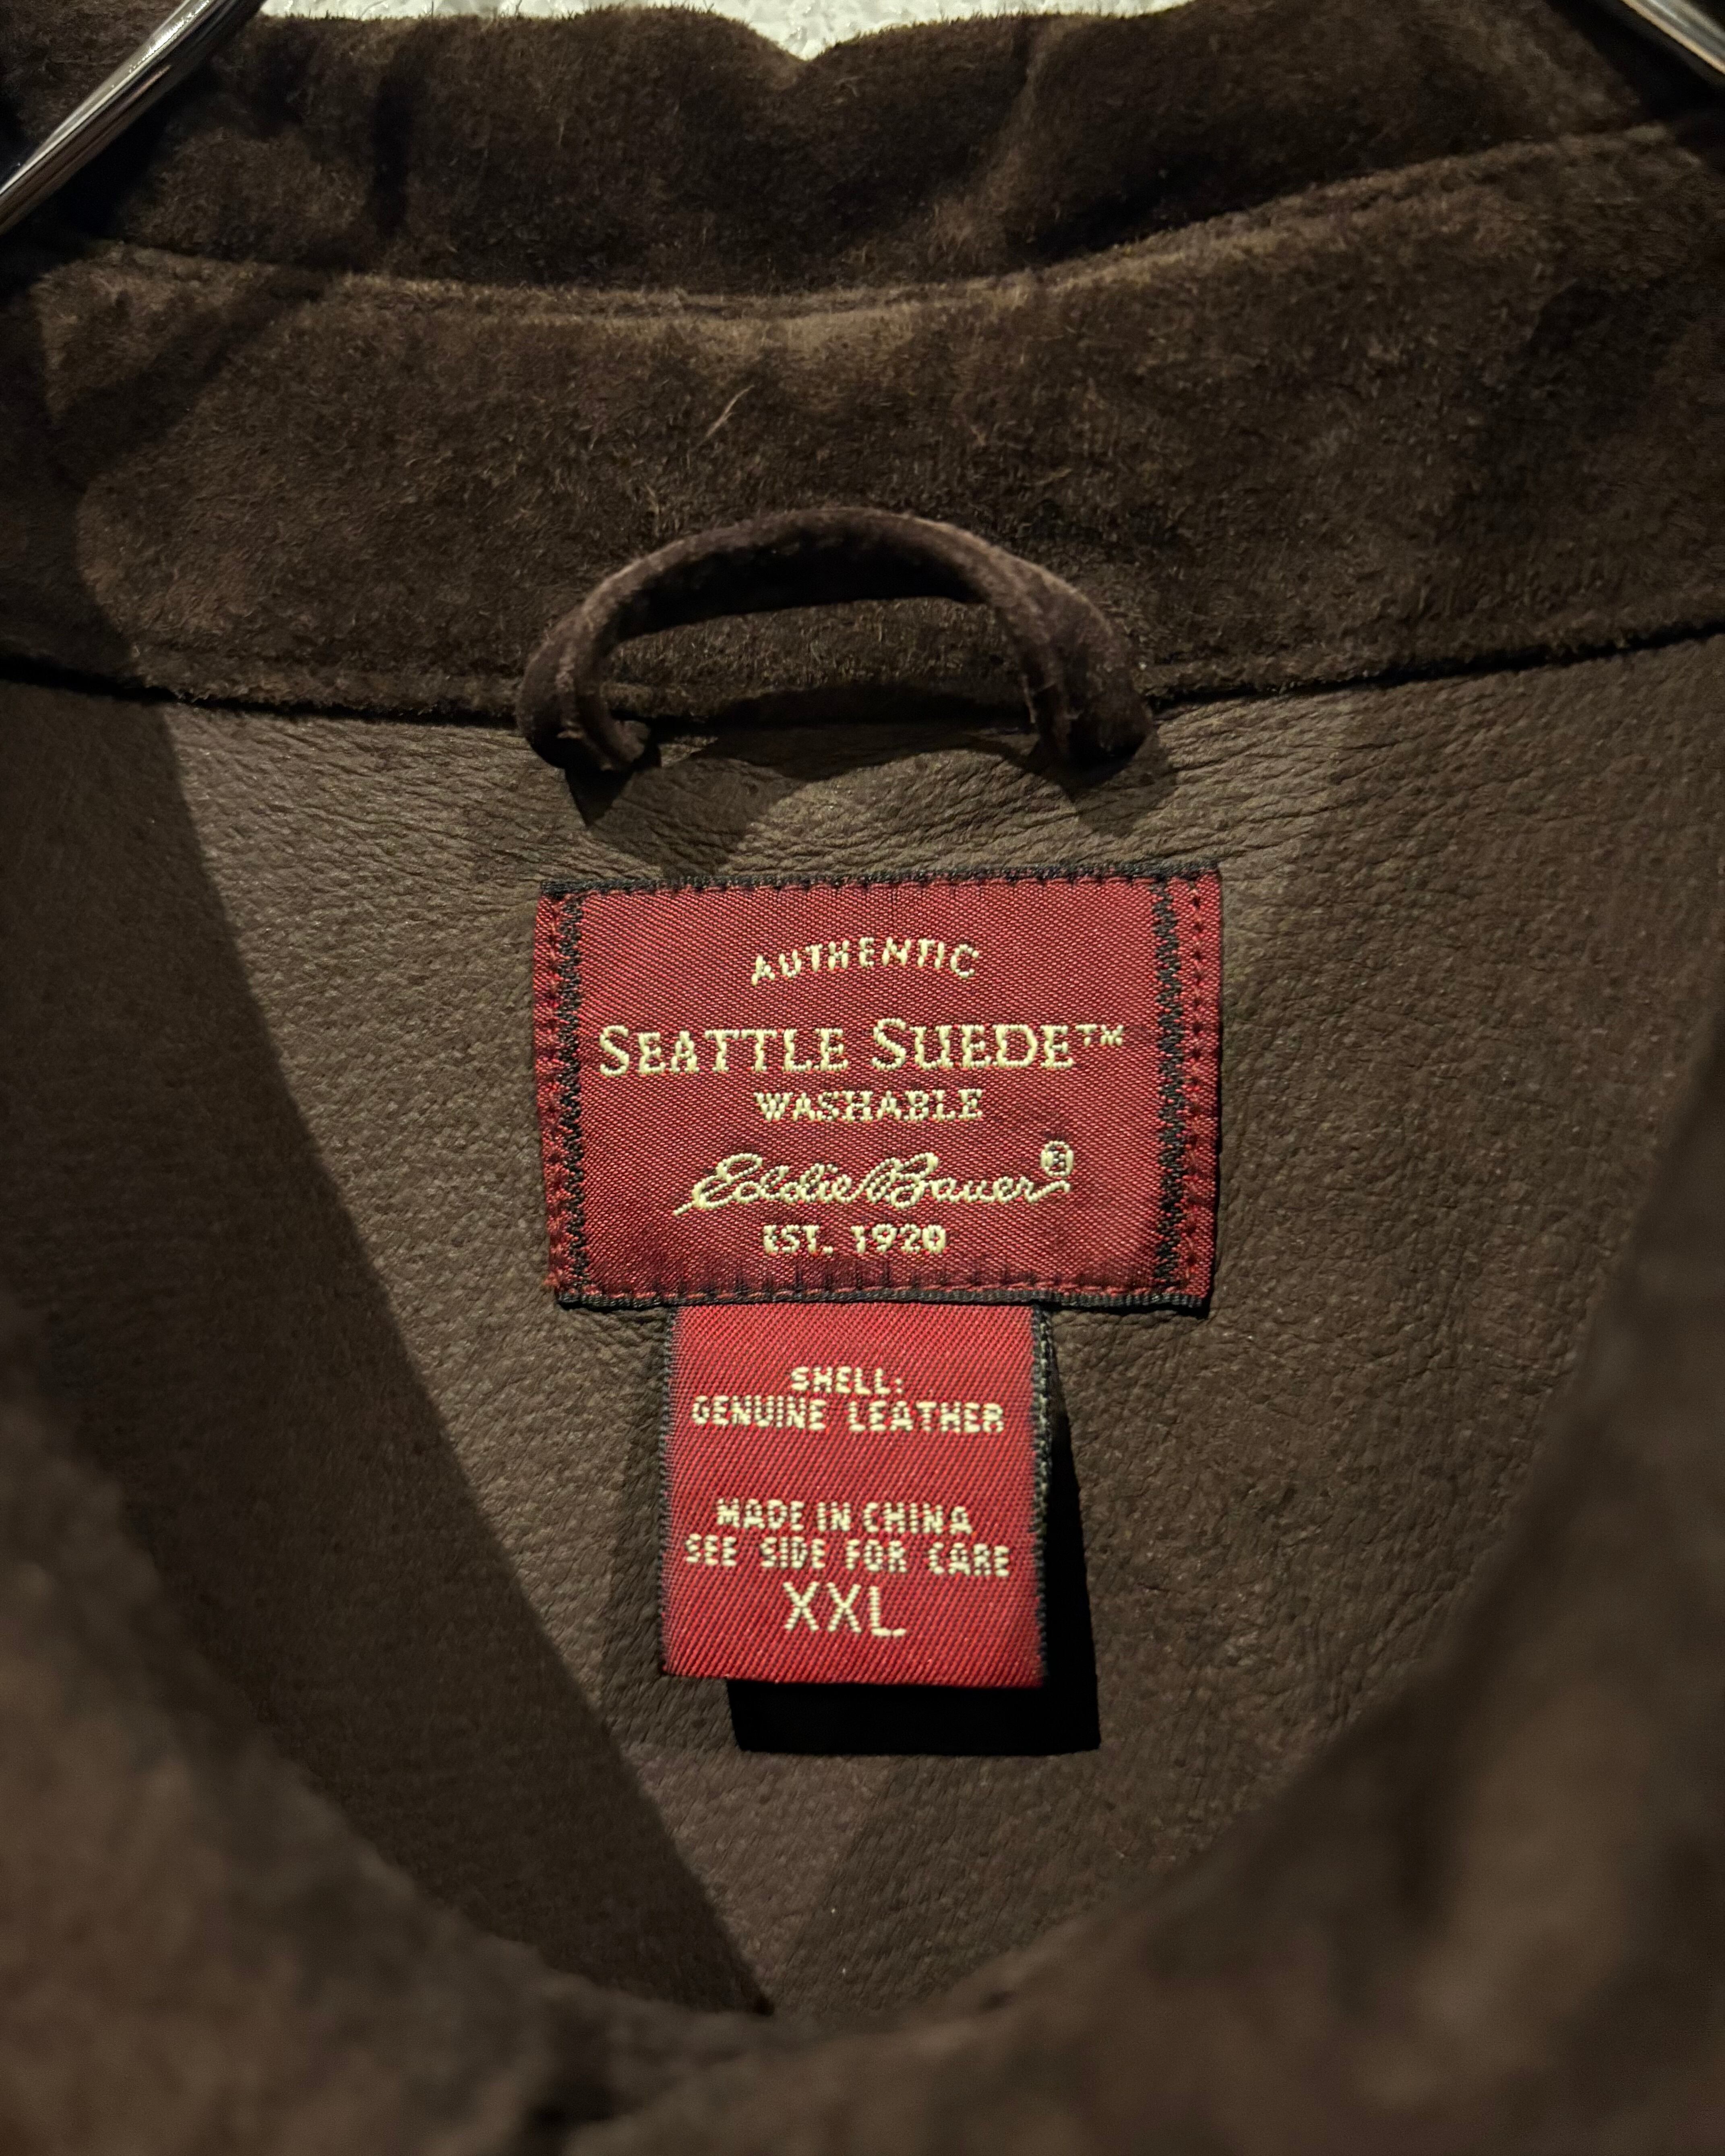 AUTHENTIC
SEATTLE SUEDE™
WASHABLE
Eddie Bauer®
EST. 1920
SHELL:
GENUINE LEATHER
MADE IN CHINA
SEE SIDE FOR CARE
XXL